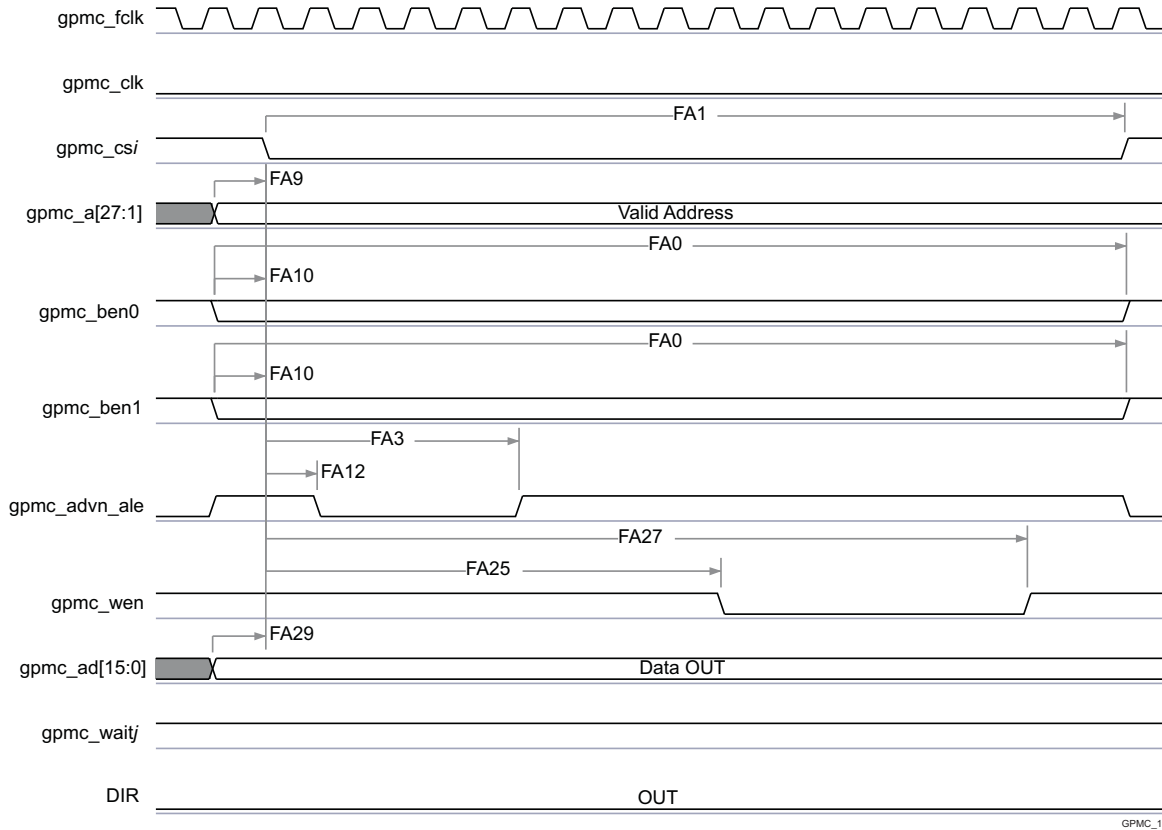 gpmc_fclk
gpmc_clk
FA1
gpmc_csi
FA9
gpmc_a[27:1]
Valid Address
FA0
FA10
gpmc_ben0
FA0
FA10
gpmc_ben1
FA3
FA12
gpmc_advn_ale
FA27
FA25
gpmc_wen
FA29
gpmc_ad[15:0]
Data OUT
gpmc_waitj
DIR
OUT
GPMC_1